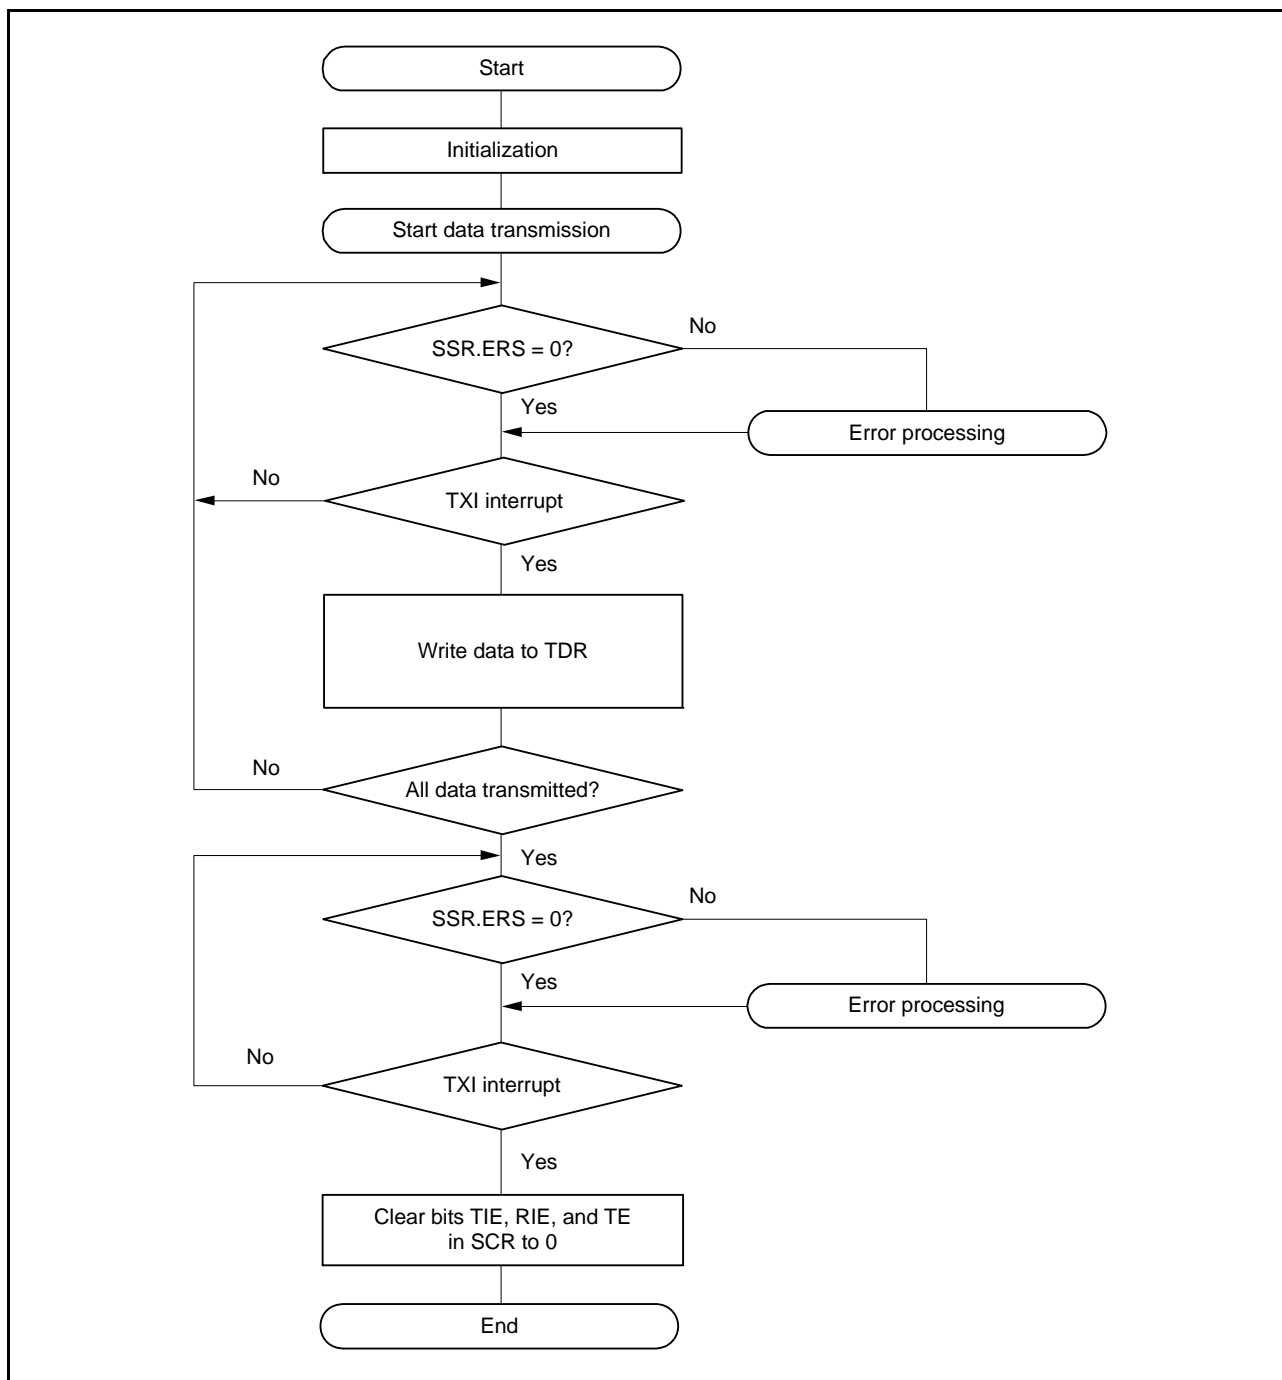 Start
Initialization
Start data transmission
SSR.ERS = 0?
No
Yes
Error processing
No
TXI interrupt
Yes
Write data to TDR
No
All data transmitted?
Yes
SSR.ERS = 0?
No
Yes
Error processing
No
TXI interrupt
Yes
Clear bits TIE, RIE, and TE
in SCR to 0
End